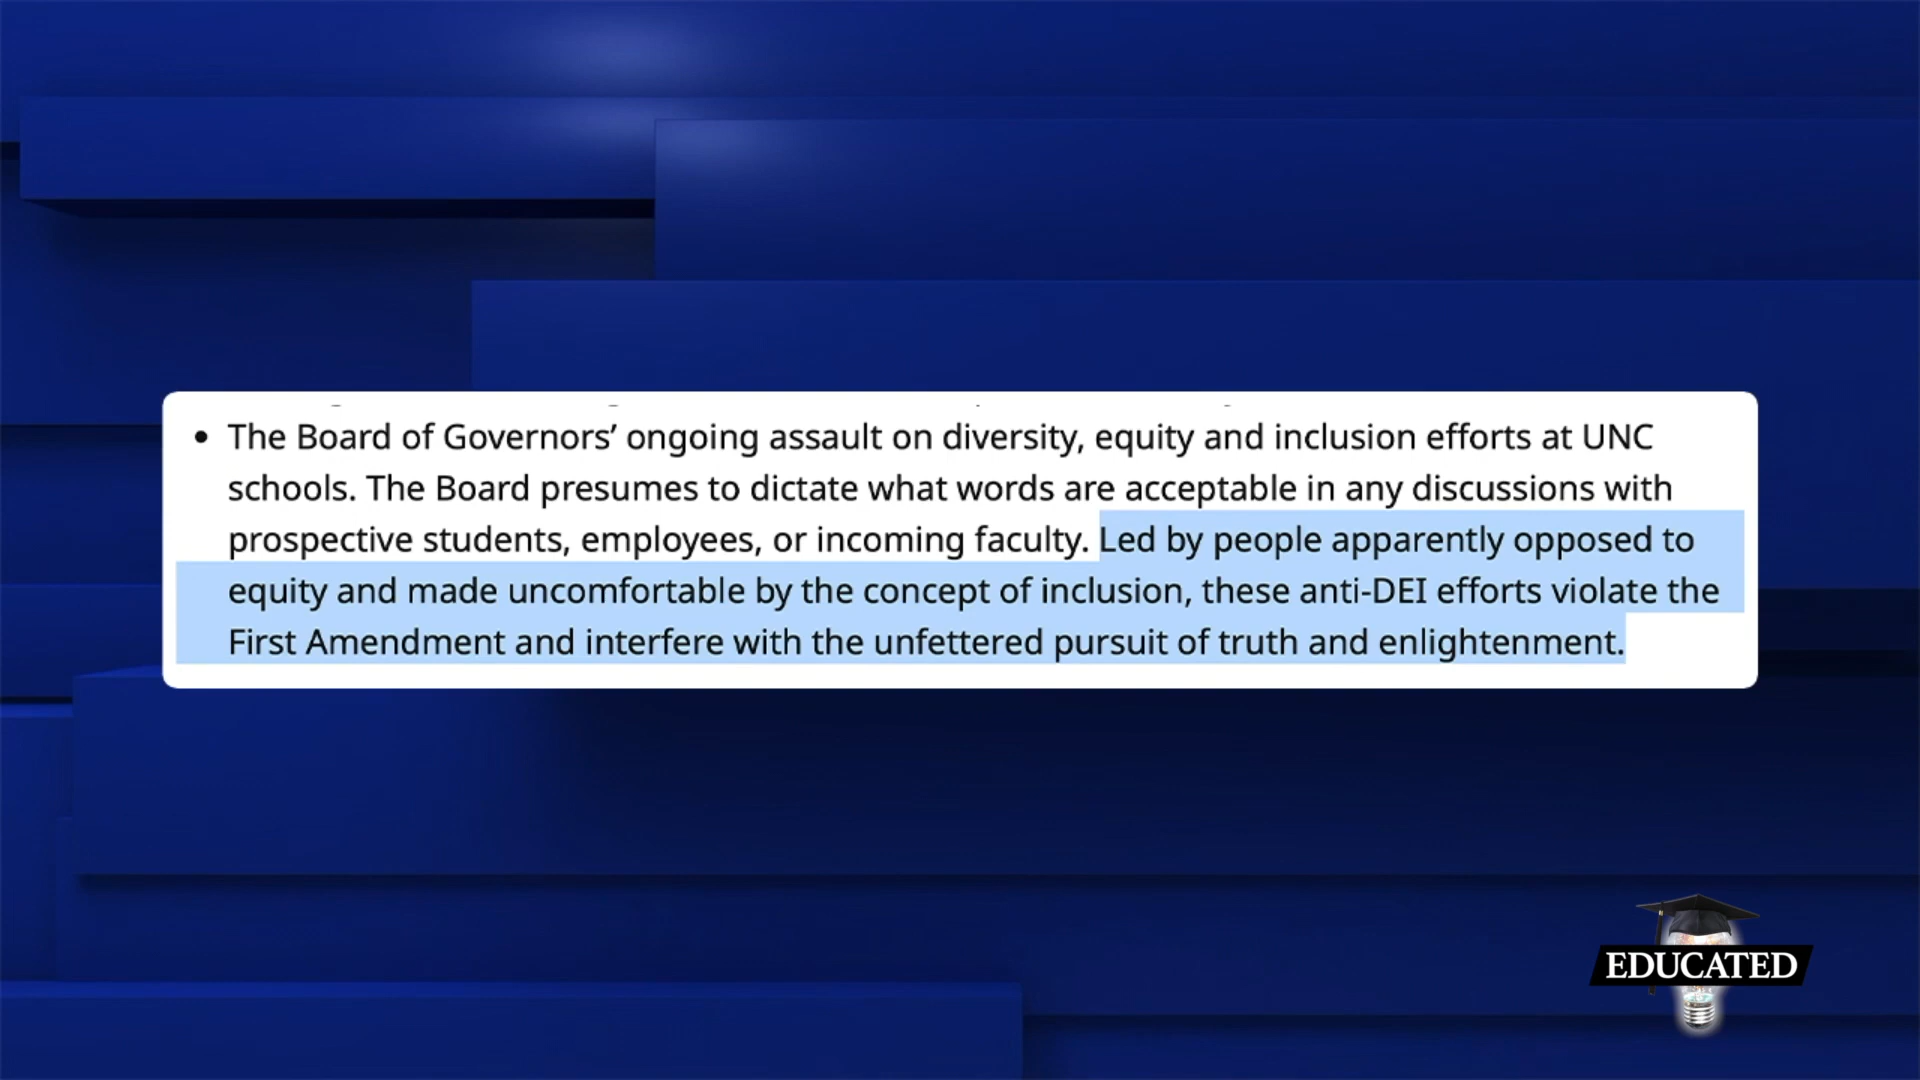 • The Board of Governors’ ongoing assault on diversity, equity and inclusion efforts at UNC
schools. The Board presumes to dictate what words are acceptable in any discussions with
prospective students, employees, or incoming faculty. Led by people apparently opposed to
equity and made uncomfortable by the concept of inclusion, these anti-DEI efforts violate the
First Amendment and interfere with the unfettered pursuit of truth and enlightenment.
EDUCATED